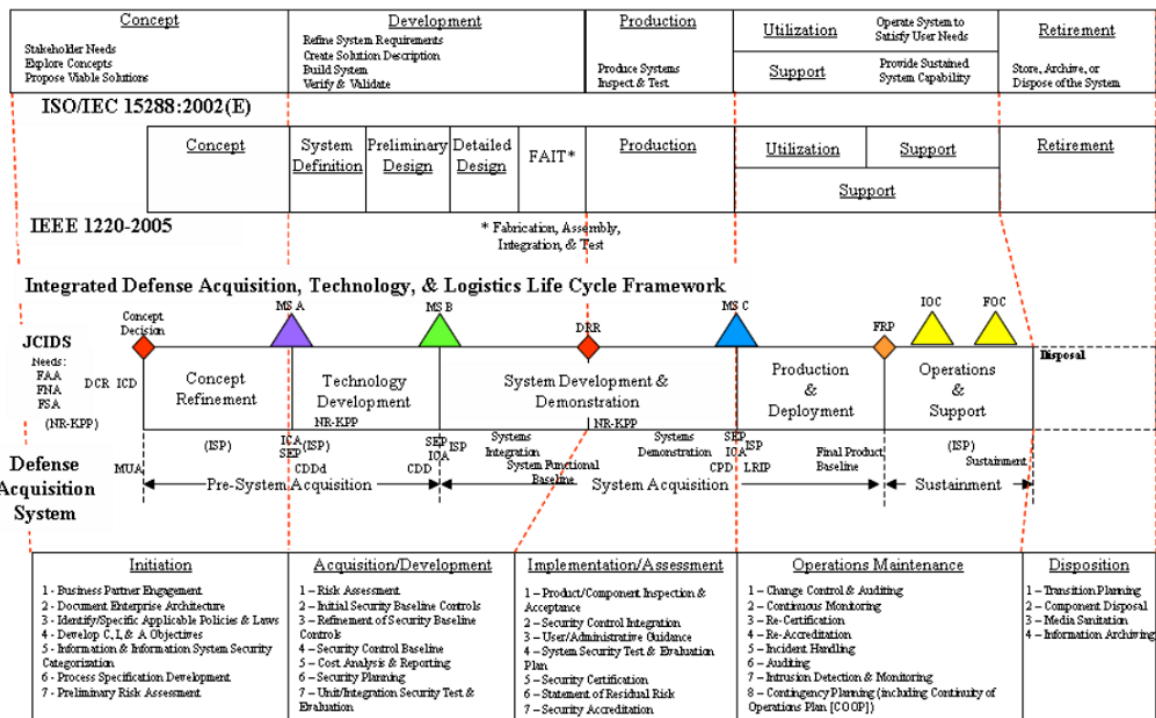 Concept
Stakeholder Needs
Explore Concepts
Propose Viable Solutions
Development
Refine System Requirements
Create Solution Description
Build System
Verify & Validate
Production
Produce Systems
Inspect & Test
Utilization
Operate System to
Satisfy User Needs
Support
Provide Sustained
System Capability
Retirement
Store, Archive, or
Dispose of the System
ISO/IEC 15288:2002(E)
Concept
System
Definition
Preliminary
Design
Detailed
Design
FAIT*
Production
Utilization
Support
Support
Retirement
IEEE 1220-2005
* Fabrication, Assembly,
Integration, & Test
Integrated Defense Acquisition, Technology, & Logistics Life Cycle Framework
Concept
Decision
MS A
MS B
DRR
MS C
FRP
IOC
FOC
JCIDS
Needs:
FAA
FNA
FSA
(NR-KPP)
DCR ICD
Concept
Refinement
Technology
Development
NR-KPP
System Development &
Demonstration
NR-KPP
Production
&
Deployment
Operations
&
Support
Disposal
(ISP)
ICA
SEP
(ISP)
SEP
ICA
ISP
Systems
Integration
System Functional
Baseline
Systems
Demonstration
SEP
ICA
ISP
CPD
LRIP
Final Product
Baseline
(ISP)
Sustainment
MUA
CDDd
CDD
Defense
Acquisition
System
Pre-System Acquisition
System Acquisition
Sustainment
Initiation
1 - Business Partner Engagement
2 - Document Enterprise Architecture
3 - Identify/Specific Applicable Policies & Laws
4 - Develop C, I, & A Objectives
5 - Information & Information System Security
Categorization
6 - Process Specification Development
7 - Preliminary Risk Assessment
Acquisition/Development
1 – Risk Assessment
2 – Initial Security Baseline Controls
3 – Refinement of Security Baseline
Controls
4 – Security Control Baseline
5 – Cost Analysis & Reporting
6 – Security Planning
7 – Unit/Integration Security Test &
Evaluation
Implementation/Assessment
1 – Product/Component Inspection &
Acceptance
2 – Security Control Integration
3 – User/Administrative Guidance
4 – System Security Test & Evaluation
Plan
5 – Security Certification
6 – Statement of Residual Risk
7 – Security Accreditation
Operations Maintenance
1 – Change Control & Auditing
2 – Continuous Monitoring
3 – Re-Certification
4 – Re-Accreditation
5 – Incident Handling
6 – Auditing
7 – Intrusion Detection & Monitoring
8 – Contingency Planning (including Continuity of
Operations Plan [COOP])
Disposition
1 – Transition Planning
2 – Component Disposal
3 – Media Sanitation
4 – Information Archiving